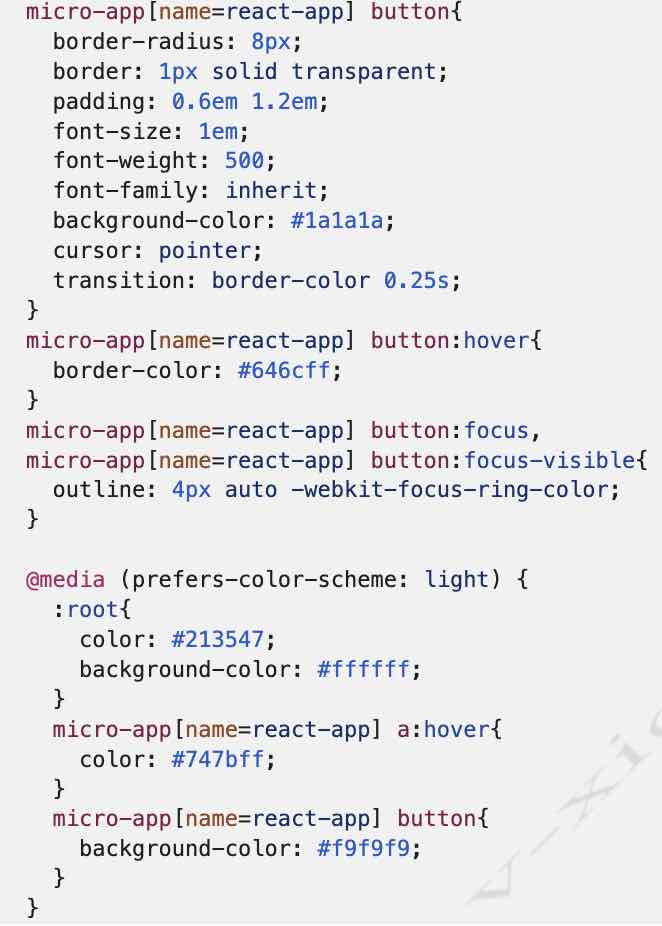 micro-app[name=react-app] button{
  border-radius: 8px;
  border: 1px solid transparent;
  padding: 0.6em 1.2em;
  font-size: 1em;
  font-weight: 500;
  font-family: inherit;
  background-color: #1a1a1a;
  cursor: pointer;
  transition: border-color 0.25s;
}
micro-app[name=react-app] button:hover{
  border-color: #646cff;
}
micro-app[name=react-app] button:focus,
micro-app[name=react-app] button:focus-visible{
  outline: 4px auto -webkit-focus-ring-color;
}

@media (prefers-color-scheme: light) {
  :root{
    color: #213547;
    background-color: #ffffff;
  }
  micro-app[name=react-app] a:hover{
    color: #747bff;
  }
  micro-app[name=react-app] button{
    background-color: #f9f9f9;
  }
}